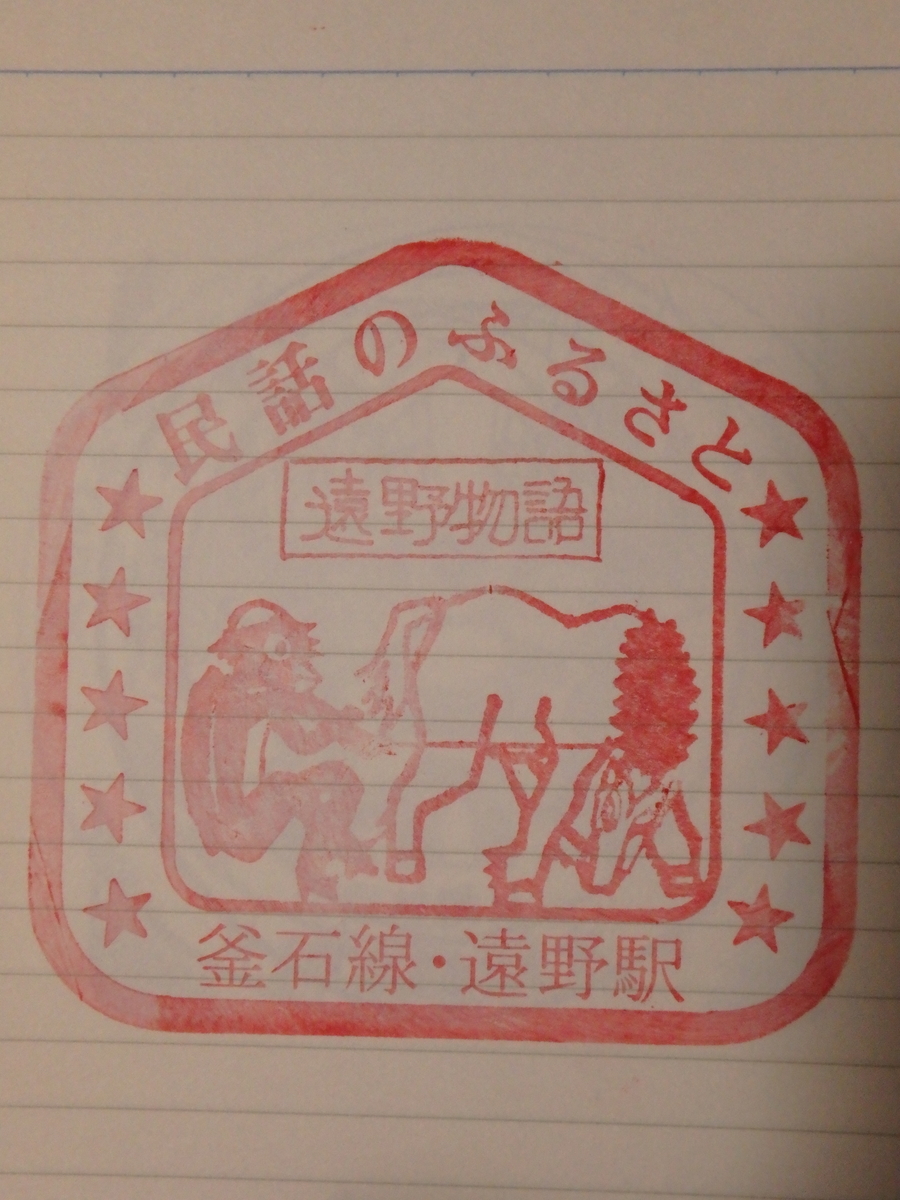 民話のふるさと
遠野物語
釜石線・遠野駅